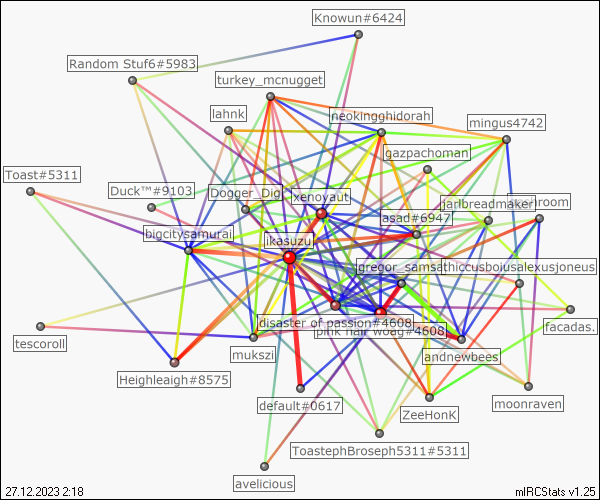 Knowun#6424
Random Stuf6#5983
turkey_mcnugget
lahnk
neokingghidorah
mingus4742
gazpachoman
Toast#5311
Duck™#9103
Dogger_Digi
xenoyaut
jarlbreadmaker
room
asad#6947
bigcitysamurai
ikasuzu
gregor_samsa
thiccusboiusalexusjoneus
facadas.
disaster of passion#4608
pink hair woag#4608
tescoroll
mukszi
andnewbees
Heighleaigh#8575
default#0617
ZeeHonK
moonraven
ToastephBroseph5311#5311
avelicious
27.12.2023 2:18
mIRCStats v1.25